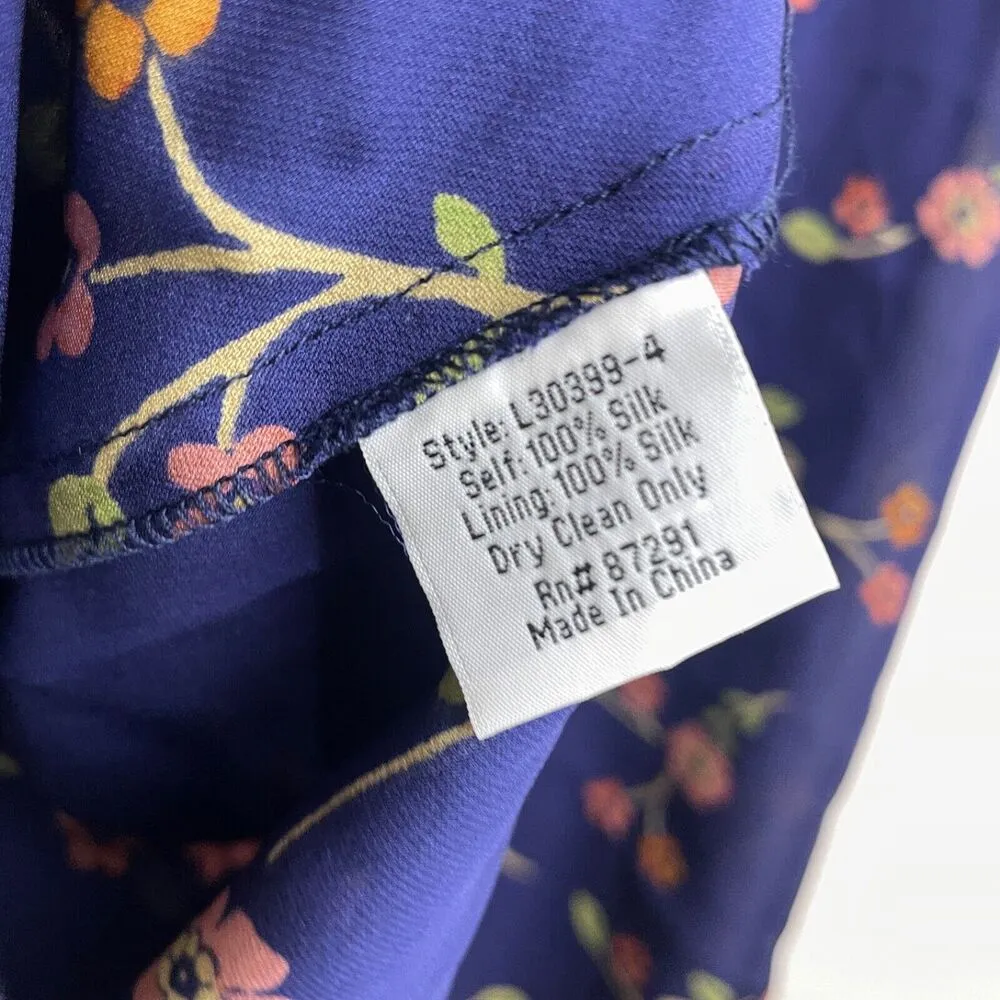 Style: L30399-4
Self: 100% Silk
Lining: 100% Silk
Dry Clean Only
Rn# 87291
Made In China